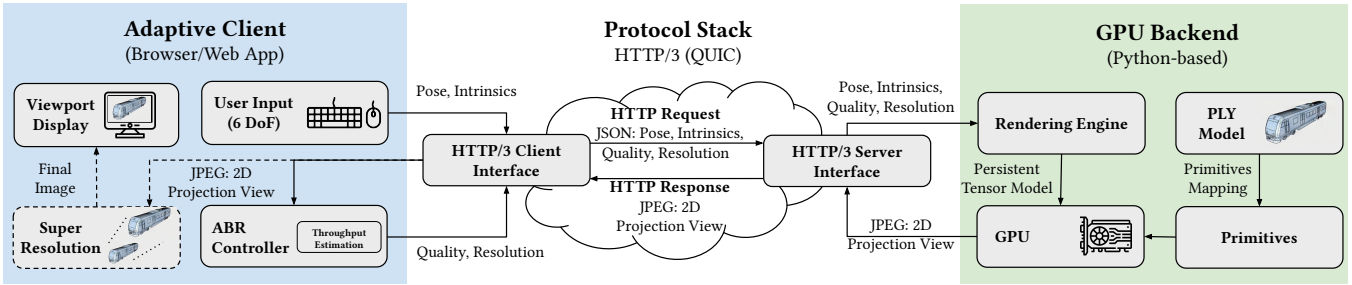 Adaptive Client
(Browser/Web App)
Viewport
Display
User Input
(6 DoF)
Final
Image
JPEG: 2D
Projection View
Super
Resolution
ABR
Controller
Throughput
Estimation
Protocol Stack
HTTP/3 (QUIC)
Pose, Intrinsics
HTTP/3 Client
Interface
Quality, Resolution
HTTP Request
JSON: Pose, Intrinsics,
Quality, Resolution
HTTP Response
JPEG: 2D
Projection View
Pose, Intrinsics,
Quality, Resolution
HTTP/3 Server
Interface
JPEG: 2D
Projection View
GPU Backend
(Python-based)
Rendering Engine
PLY
Model
Persistent
Tensor Model
Primitives
Mapping
GPU
Primitives